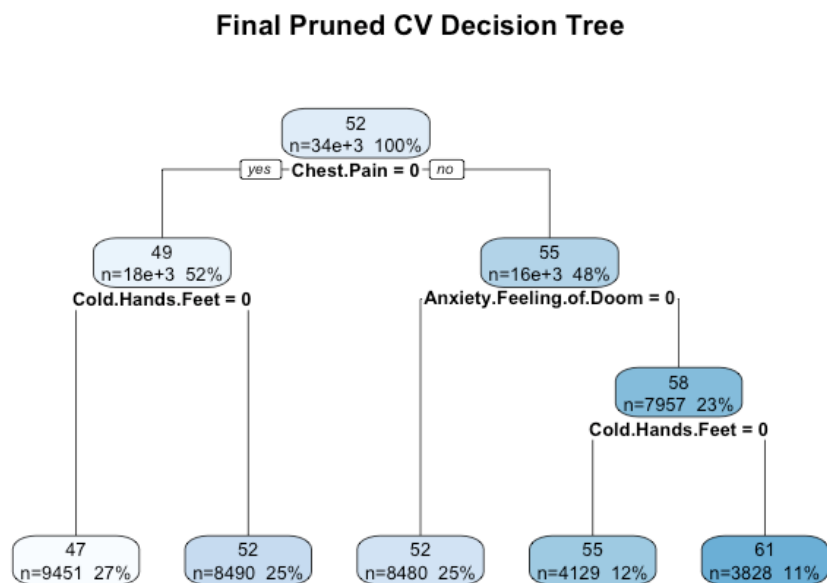 Final Pruned CV Decision Tree
52
n=34e+3 100%
yes Chest.Pain = 0 no
49
n=18e+3 52%
Cold.Hands.Feet = 0
55
n=16e+3 48%
Anxiety.Feeling.of.Doom = 0
58
n=7957 23%
Cold.Hands.Feet = 0
47
n=9451 27%
52
n=8490 25%
52
n=8480 25%
55
n=4129 12%
61
n=3828 11%